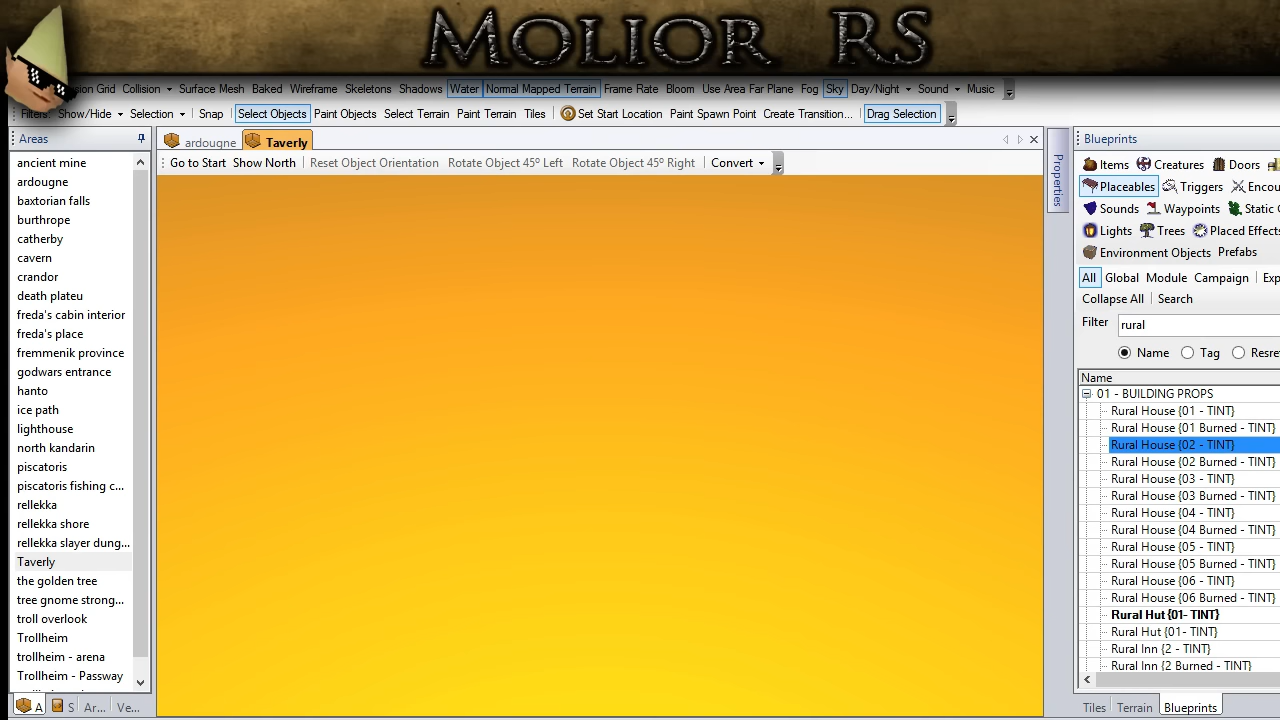 MOLIOR RS
sion Grid Collision Surface Mesh Baked Wireframe Skeletons Shadows Water Normal Mapped Terrain Frame Rate Bloom Use Area Far Plane Fog Sky Day/Night Sound Music
Filters: Show/Hide Selection Snap Select Objects Paint Objects Select Terrain Paint Terrain Tiles Set Start Location Paint Spawn Point Create Transition... Drag Selection
Areas
ancient mine
ardougne
baxtorian falls
burthrope
catherby
cavern
crandor
death plateu
freda's cabin interior
freda's place
fremmenik province
godwars entrance
hanto
ice path
lighthouse
north kandarin
piscatoris
piscatoris fishing c...
rellekka
rellekka shore
rellekka slayer dung...
Taverly
the golden tree
tree gnome strong...
troll overlook
Trollheim
trollheim - arena
Trollheim - Passway
A S Ar... Ve...
ardougne Taverly
Go to Start Show North Reset Object Orientation Rotate Object 45º Left Rotate Object 45º Right Convert
Properties
Blueprints
Items Creatures Doors
Placeables Triggers Encou
Sounds Waypoints Static C
Lights Trees Placed Effects
Environment Objects Prefabs
All Global Module Campaign Exp
Collapse All Search
Filter rural
Name Tag Resre
Name
01 - BUILDING PROPS
Rural House {01 - TINT}
Rural House {01 Burned - TINT}
Rural House {02 - TINT}
Rural House {02 Burned - TINT}
Rural House {03 - TINT}
Rural House {03 Burned - TINT}
Rural House {04 - TINT}
Rural House {04 Burned - TINT}
Rural House {05 - TINT}
Rural House {05 Burned - TINT}
Rural House {06 - TINT}
Rural House {06 Burned - TINT}
Rural Hut {01- TINT}
Rural Hut {01- TINT}
Rural Inn {2 - TINT}
Rural Inn {2 Burned - TINT}
Tiles Terrain Blueprints